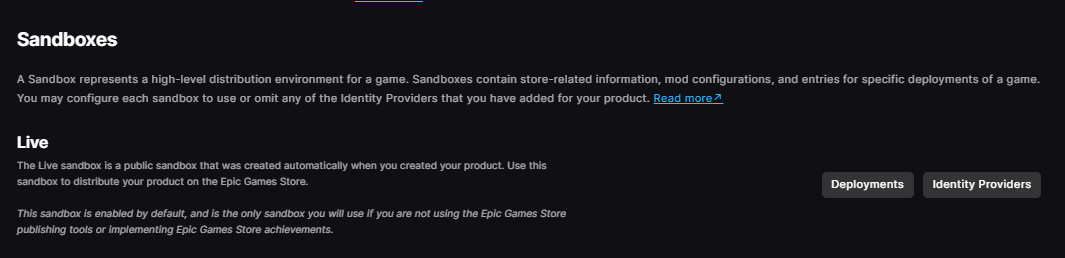 Sandboxes
A Sandbox represents a high-level distribution environment for a game. Sandboxes contain store-related information, mod configurations, and entries for specific deployments of a game.
You may configure each sandbox to use or omit any of the Identity Providers that you have added for your product. Read more↗
Live
The Live sandbox is a public sandbox that was created automatically when you created your product. Use this
sandbox to distribute your product on the Epic Games Store.
Deployments
Identity Providers
This sandbox is enabled by default, and is the only sandbox you will use if you are not using the Epic Games Store
publishing tools or implementing Epic Games Store achievements.